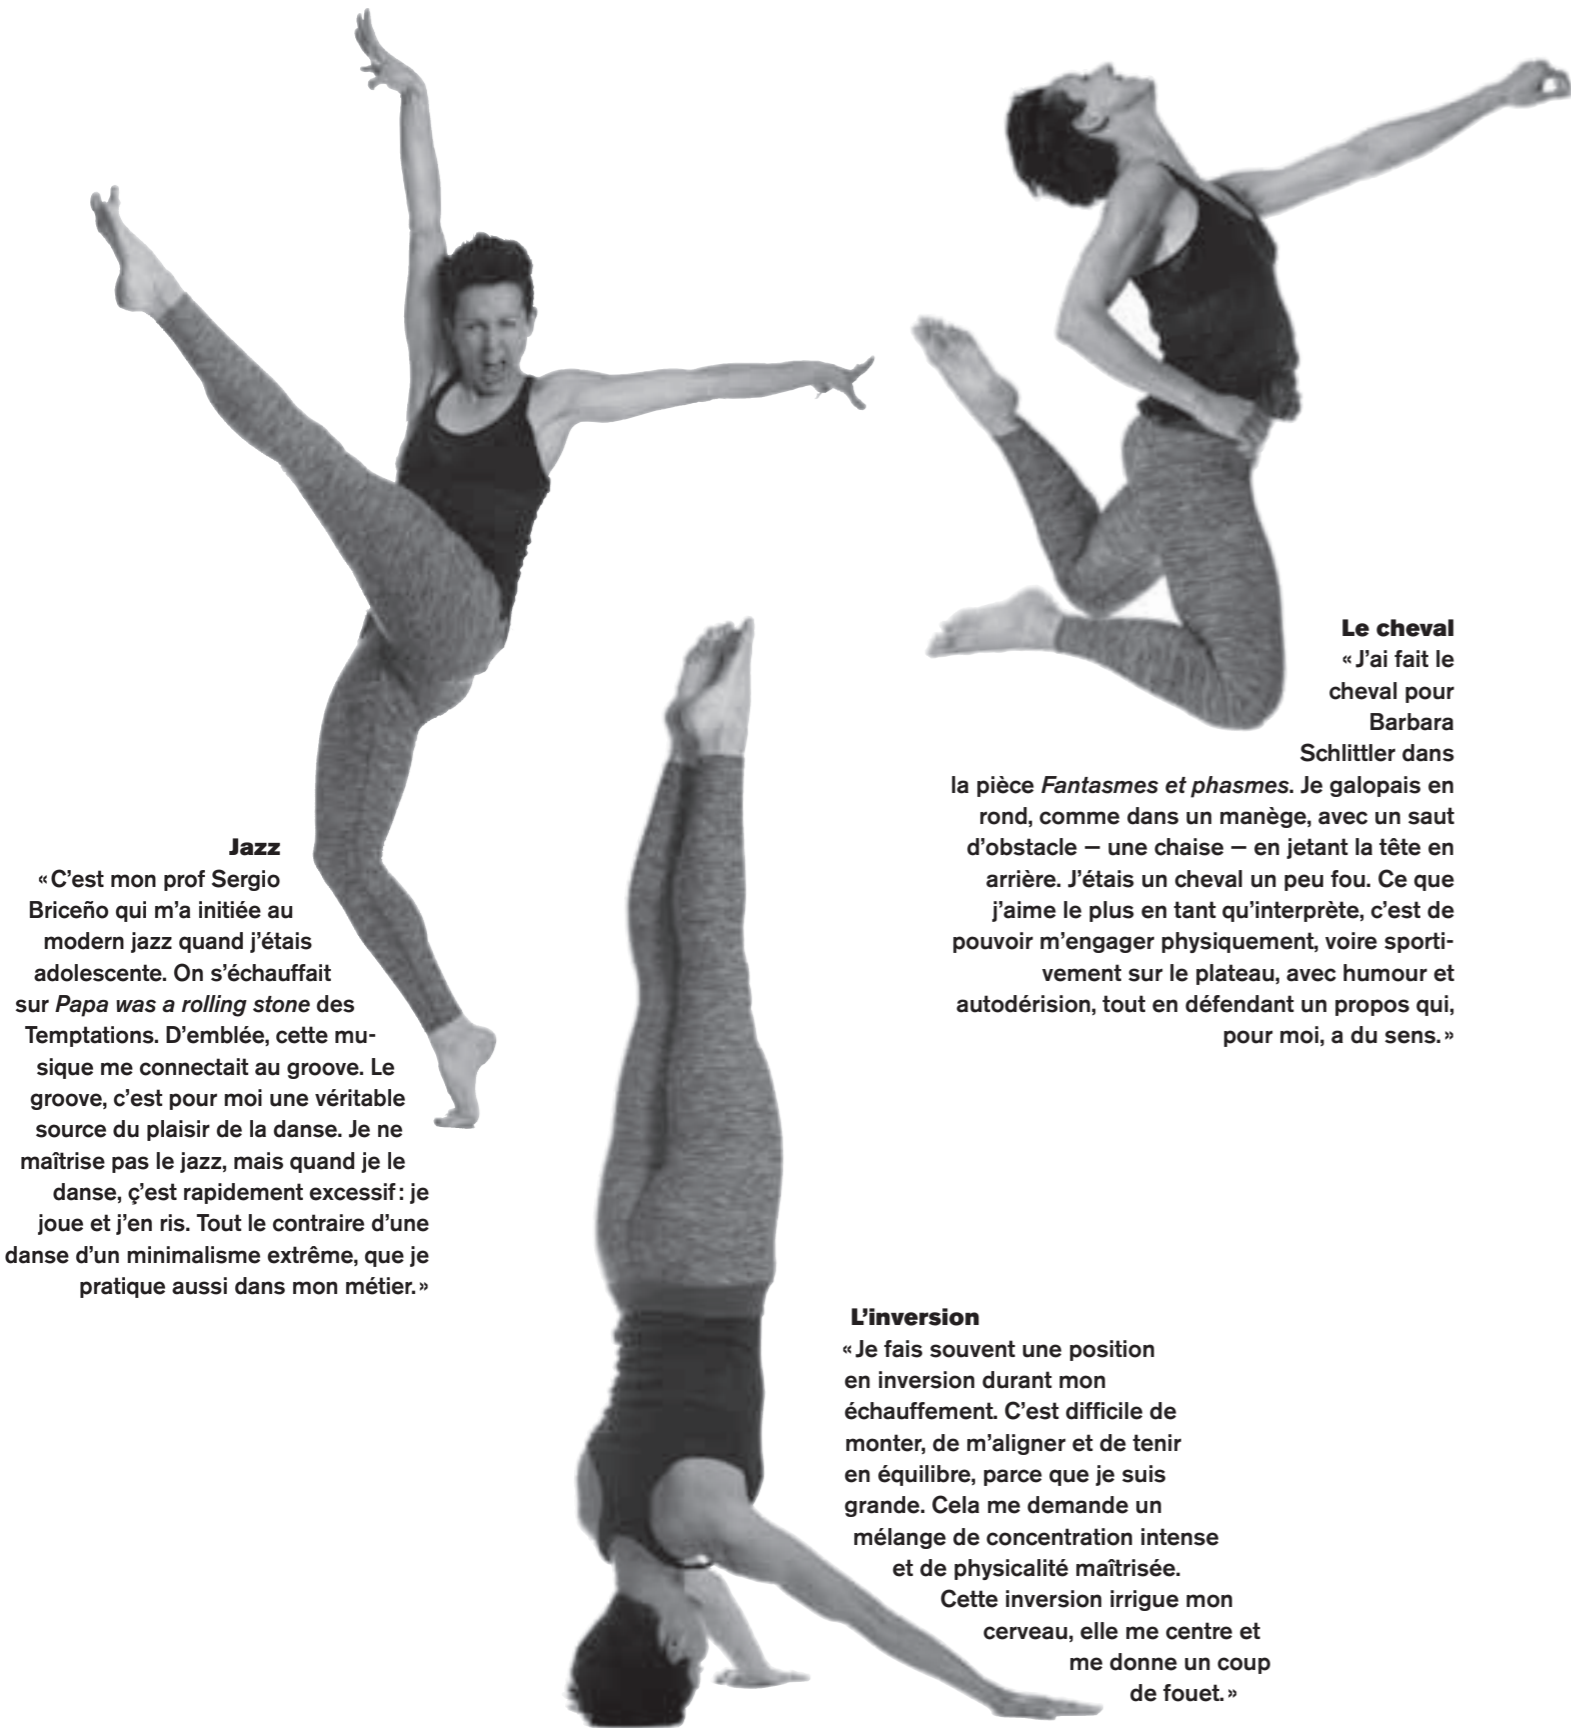 Le cheval
«J’ai fait le
cheval pour
Barbara
Schlittler dans
la pièce Fantasmes et phasmes. Je galopais en
rond, comme dans un manège, avec un saut
d’obstacle – une chaise – en jetant la tête en
arrière. J’étais un cheval un peu fou. Ce que
j’aime le plus en tant qu’interprète, c’est de
pouvoir m’engager physiquement, voire sporti-
vement sur le plateau, avec humour et
autodérision, tout en défendant un propos qui,
pour moi, a du sens.»
Jazz
«C’est mon prof Sergio
Briceño qui m’a initiée au
modern jazz quand j’étais
adolescente. On s’échauffait
sur Papa was a rolling stone des
Temptations. D’emblée, cette mu-
sique me connectait au groove. Le
groove, c’est pour moi une véritable
source du plaisir de la danse. Je ne
maîtrise pas le jazz, mais quand je le
danse, ç’est rapidement excessif: je
joue et j’en ris. Tout le contraire d’une
danse d’un minimalisme extrême, que je
pratique aussi dans mon métier.»
L’inversion
«Je fais souvent une position
en inversion durant mon
échauffement. C’est difficile de
monter, de m’aligner et de tenir
en équilibre, parce que je suis
grande. Cela me demande un
mélange de concentration intense
et de physicalité maîtrisée.
Cette inversion irrigue mon
cerveau, elle me centre et
me donne un coup
de fouet.»